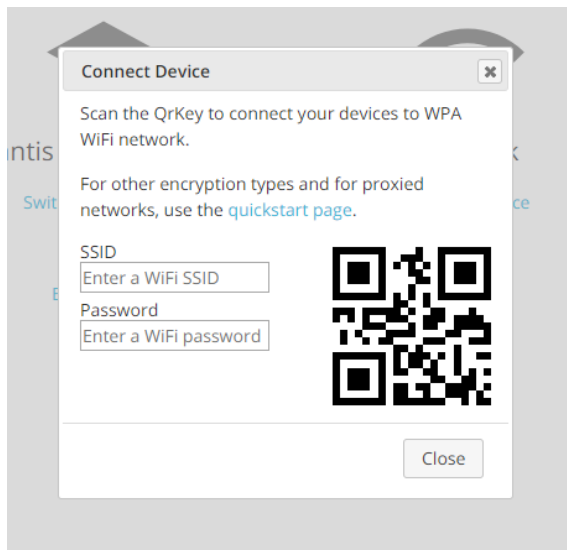 Connect Device
Scan the QrKey to connect your devices to WPA
WiFi network.
For other encryption types and for proxied
networks, use the quickstart page.
SSID
Enter a WiFi SSID
Password
Enter a WiFi password
Close